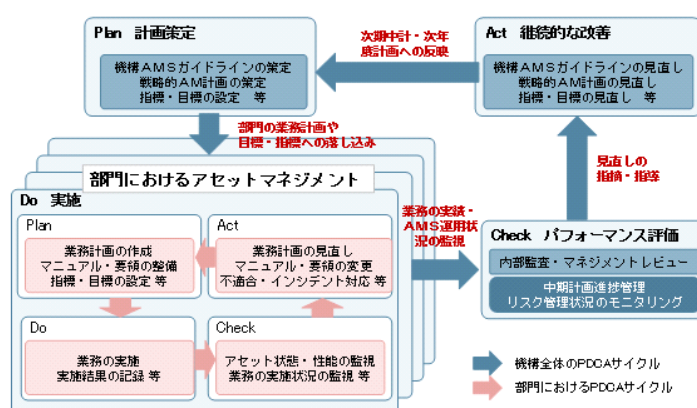 Plan 計画策定
機構AMSガイドラインの策定
戦略的AM計画の策定
指標・目標の設定 等
次期中計・次年
度計画への反映
Act 継続的な改善
機構AMSガイドラインの見直し
戦略的AM計画の見直し
指標・目標の見直し 等
部門の業務計画や
目標・指標への落し込み
部門におけるアセットマネジメント
Do 実施
Plan
業務計画の作成
マニュアル・要領の整備
指標・目標の設定 等
Act
業務計画の見直し
マニュアル・要領の変更
不適合・インシデント対応 等
Do
業務の実施
実施結果の記録 等
Check
アセット状態・性能の監視
業務の実施状況の監視 等
業務の実績・
AMS運用状
況の監視
見直しの
指摘・指導
Check パフォーマンス評価
内部監査・マネジメントレビュー
中期計画進捗管理
リスク管理状況のモニタリング
機構全体のPDCAサイクル
部門におけるPDCAサイクル